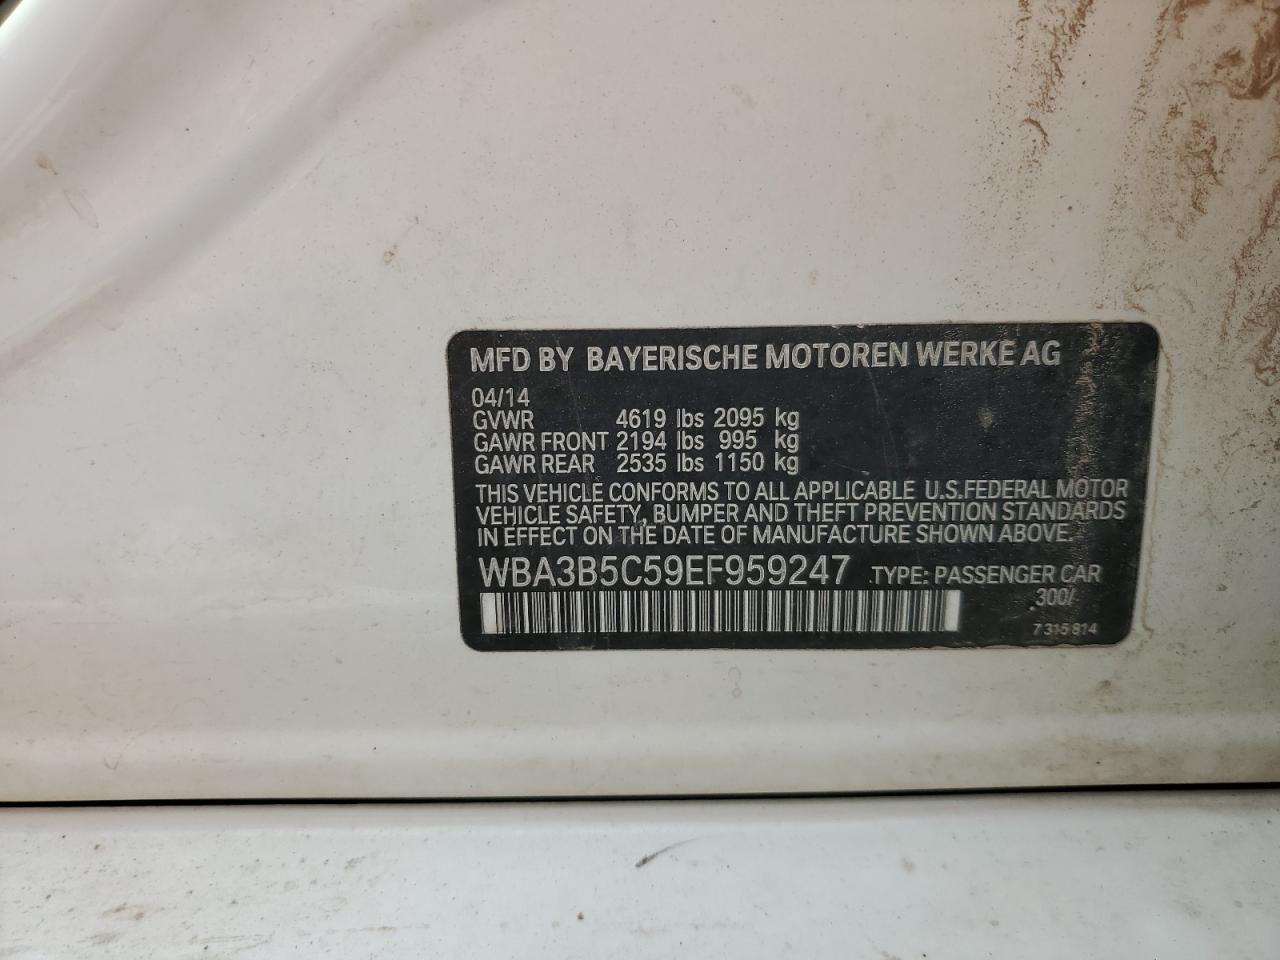 MFD BY BAYERISCHE MOTOREN WERKE AG
04/14
GVWR 4619 lbs 2095 kg
GAWR FRONT 2194 lbs 995 kg
GAWR REAR 2535 lbs 1150 kg
THIS VEHICLE CONFORMS TO ALL APPLICABLE U.S.FEDERAL MOTOR
VEHICLE SAFETY, BUMPER AND THEFT PREVENTION STANDARDS
IN EFFECT ON THE DATE OF MANUFACTURE SHOWN ABOVE.
WBA3B5C59EF959247 TYPE: PASSENGER CAR
300/
7 315 814